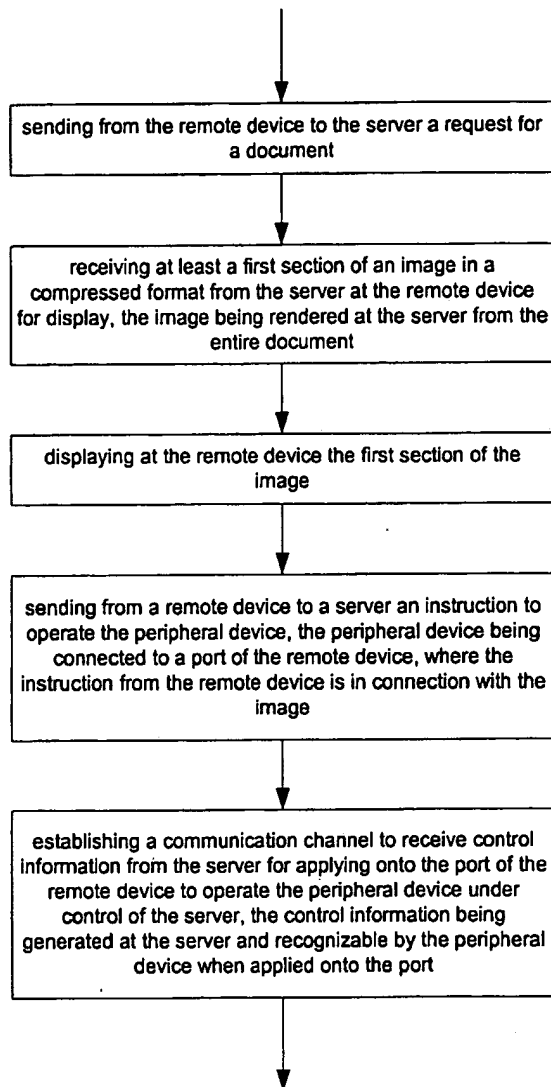 sending from the remote device to the server a request for
a document
receiving at least a first section of an image in a
compressed format from the server at the remote device
for display, the image being rendered at the server from the
entire document
displaying at the remote device the first section of the
image
sending from a remote device to a server an instruction to
operate the peripheral device, the peripheral device being
connected to a port of the remote device, where the
instruction from the remote device is in connection with the
image
establishing a communication channel to receive control
information from the server for applying onto the port of the
remote device to operate the peripheral device under
control of the server, the control information being
generated at the server and recognizable by the peripheral
device when applied onto the port